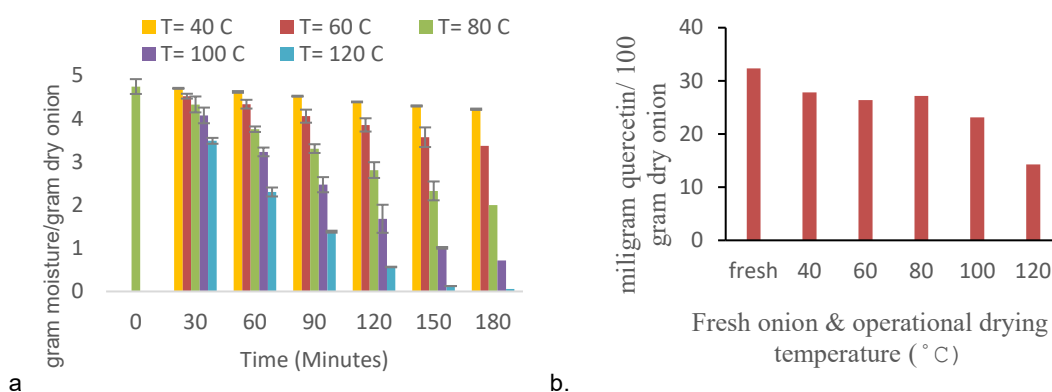 T= 40 C T= 60 C T= 80 C
T= 100 C T= 120 C
gram moisture/gram dry onion
5
4
3
2
1
0
0 30 60 90 120 150 180
Time (Minutes)
a
miligram quercetin/ 100
gram dry onion
40
30
20
10
0
fresh 40 60 80 100 120
Fresh onion & operational drying
temperature (°C)
b.